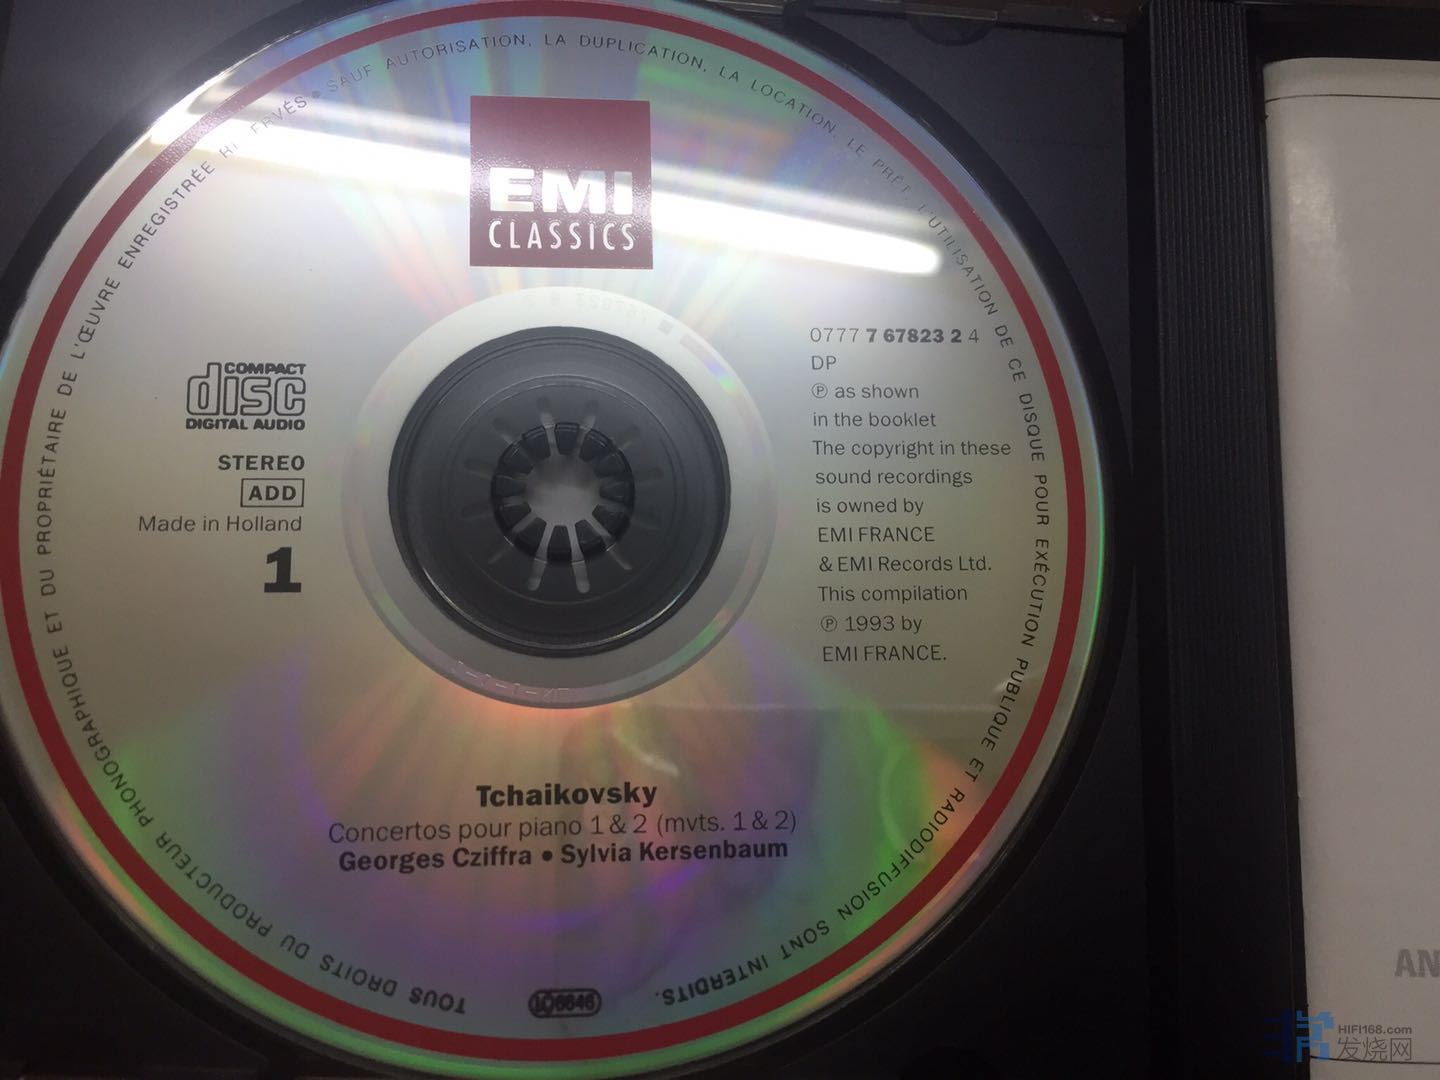 TOUS DROITS DU PRODUCTEUR PHONOGRAPHIQUE ET DU PROPRIÉTAIRE DE L'ŒUVRE ENREGISTRÉE • SAUF AUTORISATION, LA DUPLICATION, LA LOCATION, LE PRÊT, L'UTILISATION DE CE DISQUE POUR EXÉCUTION PUBLIQUE ET RADIODIFFUSION SONT INTERDITS.
EMI
CLASSICS
COMPACT
disc
DIGITAL AUDIO
STEREO
ADD
Made in Holland
1
0777 7 67823 2 4
DP
Ⓟ as shown
in the booklet
The copyright in these
sound recordings
is owned by
EMI FRANCE
& EMI Records Ltd.
This compilation
Ⓟ 1993 by
EMI FRANCE.
Tchaikovsky
Concertos pour piano 1 & 2 (mvts. 1 & 2)
Georges Cziffra • Sylvia Kersenbaum
AN
HIFI168.com
发烧网